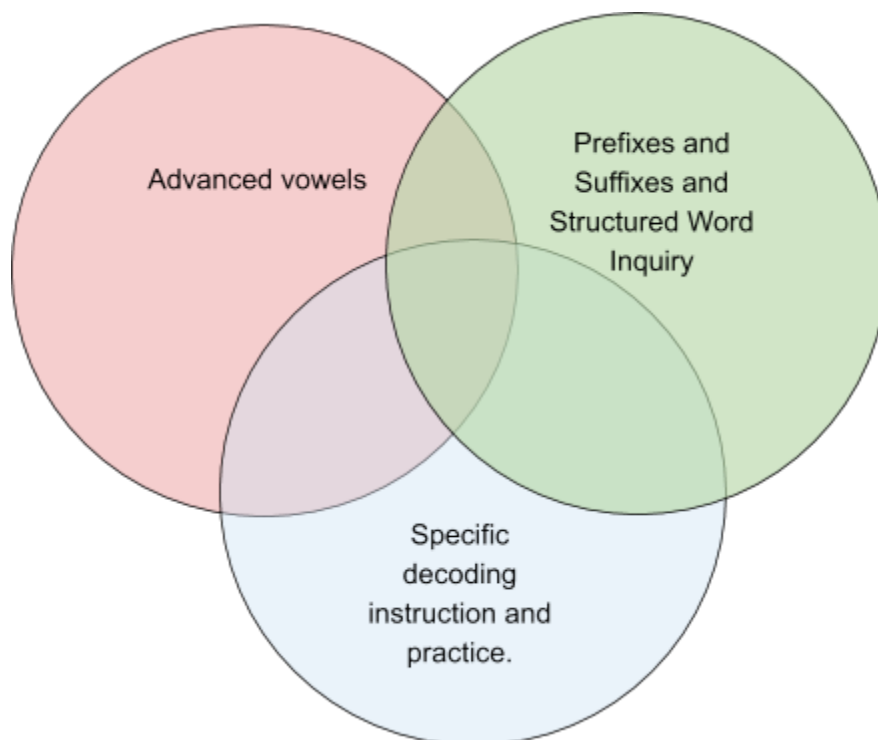 Advanced vowels
Prefixes and
Suffixes and
Structured Word
Inquiry
Specific
decoding
instruction and
practice.